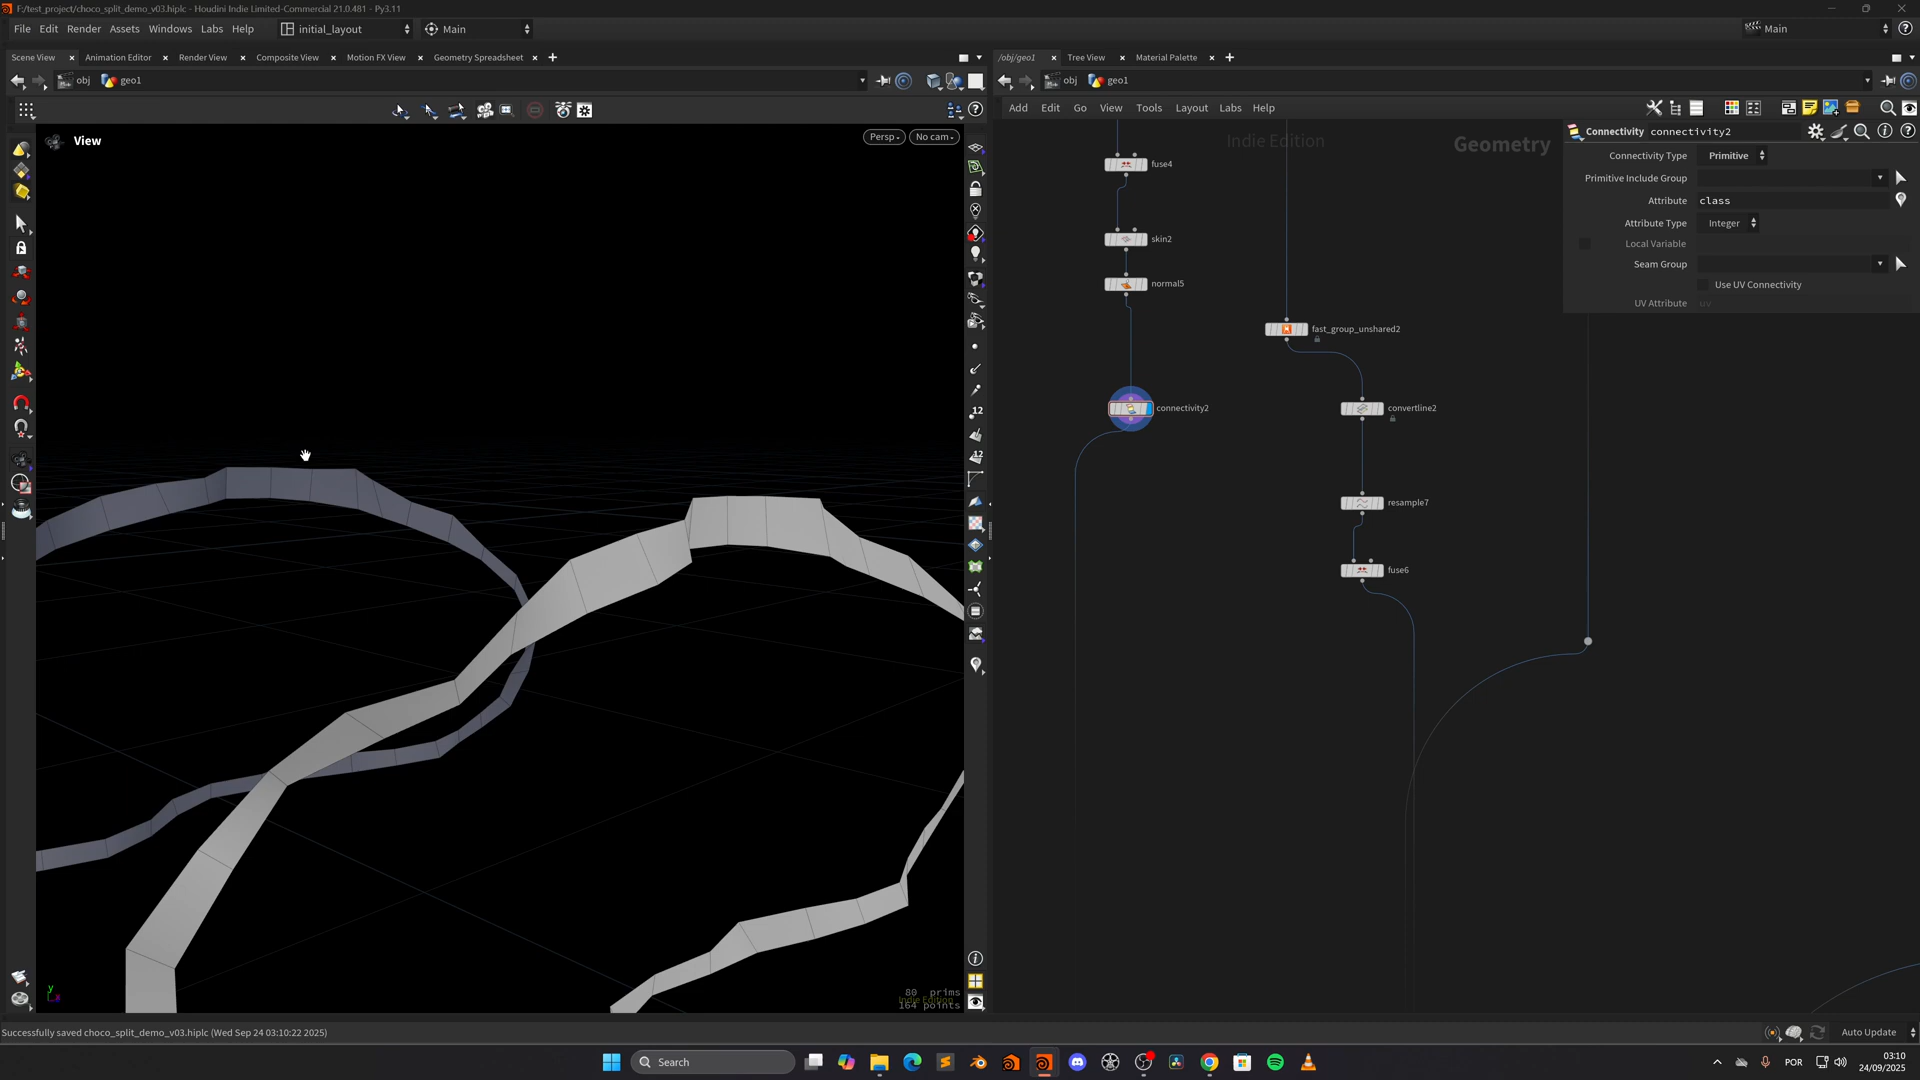 F:/test_project/choco_split_demo_v03.hiplc - Houdini Indie Limited-Commercial 21.0.481 - Py3.11
File Edit Render Assets Windows Labs Help initial_layout Main Main
Scene View Animation Editor Render View Composite View Motion FX View Geometry Spreadsheet
/obj/geo1 Tree View Material Palette
obj geo1
obj geo1
Add Edit Go View Tools Layout Labs Help
View
Persp No cam
Indie Edition
Geometry
Connectivity connectivity2
Connectivity Type Primitive
Primitive Include Group
Attribute class
Attribute Type Integer
Local Variable
Seam Group
Use UV Connectivity
UV Attribute uv
fuse4
skin2
normal5
fast_group_unshared2
connectivity2
convertline2
resample7
fuse6
12
12
y
x
80 prims
Indie Edition
164 points
Successfully saved choco_split_demo_v03.hiplc (Wed Sep 24 03:10:22 2025)
Auto Update
Search
POR
03:10
24/09/2025